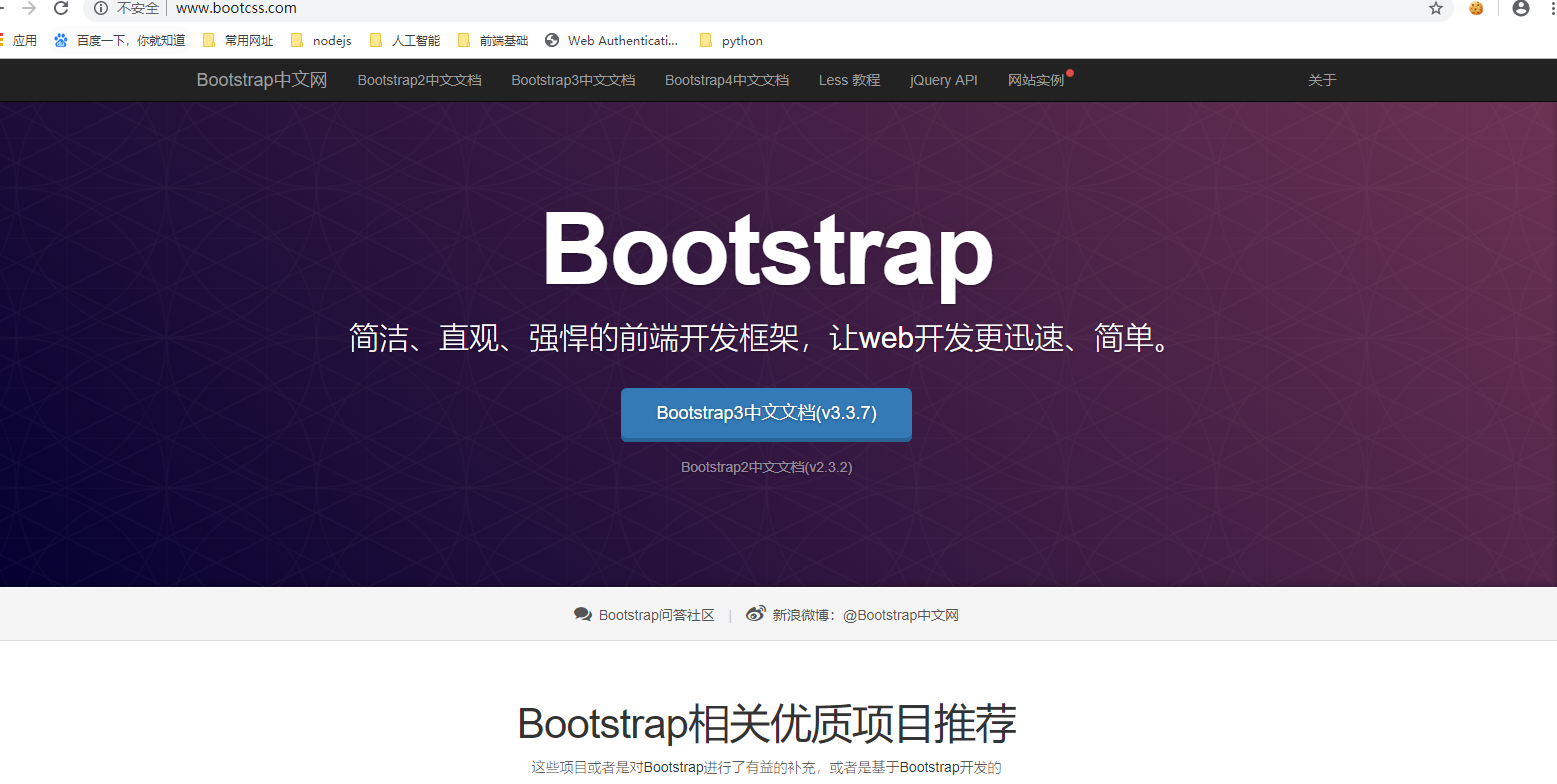 不安全 www.bootcss.com
应用 百度一下，你就知道 常用网址 nodejs 人工智能 前端基础 Web Authenticati... python
Bootstrap中文网 Bootstrap2中文文档 Bootstrap3中文文档 Bootstrap4中文文档 Less 教程 jQuery API 网站实例 关于
Bootstrap
简洁、直观、强悍的前端开发框架，让web开发更迅速、简单。
Bootstrap3中文文档(v3.3.7)
Bootstrap2中文文档(v2.3.2)
Bootstrap问答社区 | 新浪微博：@Bootstrap中文网
Bootstrap相关优质项目推荐
这些项目或者是对Bootstrap进行了有益的补充，或者是基于Bootstrap开发的